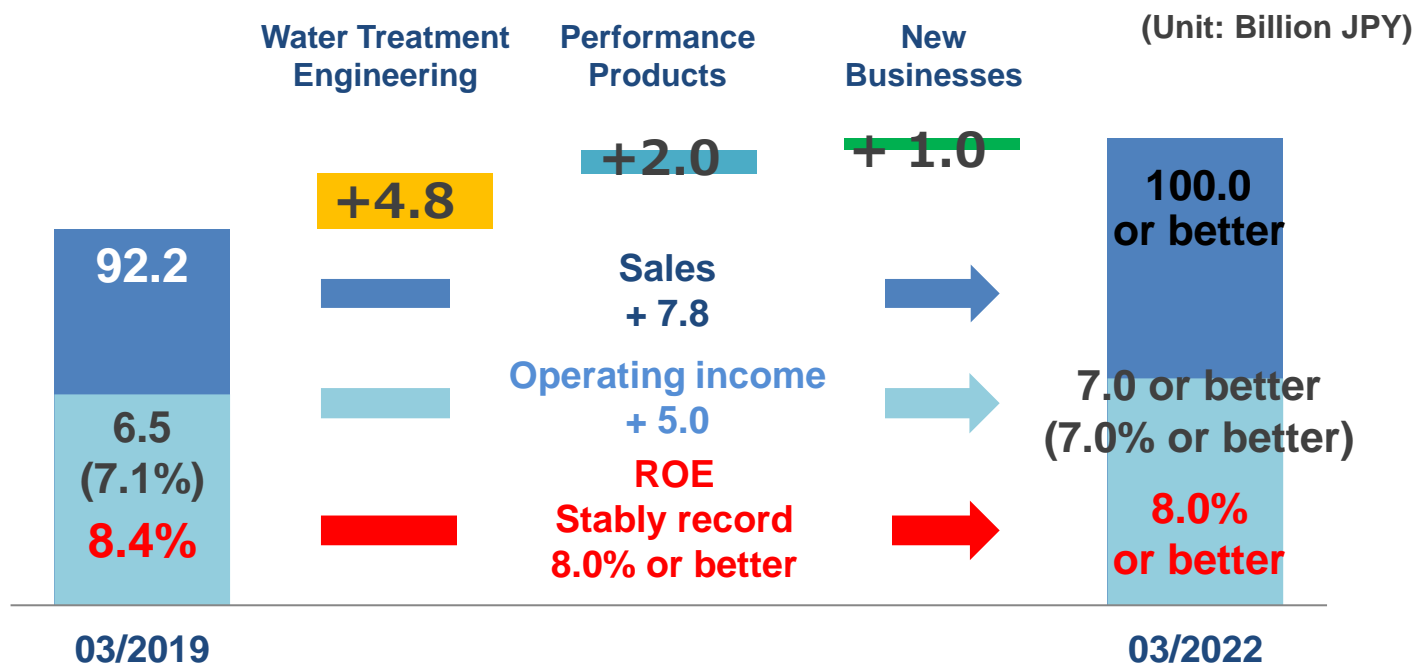 (Unit: Billion JPY)
Water Treatment
Engineering
Performance
Products
New
Businesses
+4.8
+2.0
+ 1.0
92.2
100.0
or better
Sales
+ 7.8
Operating income
+ 5.0
6.5
(7.1%)
7.0 or better
(7.0% or better)
ROE
Stably record
8.0% or better
8.4%
8.0%
or better
03/2019
03/2022